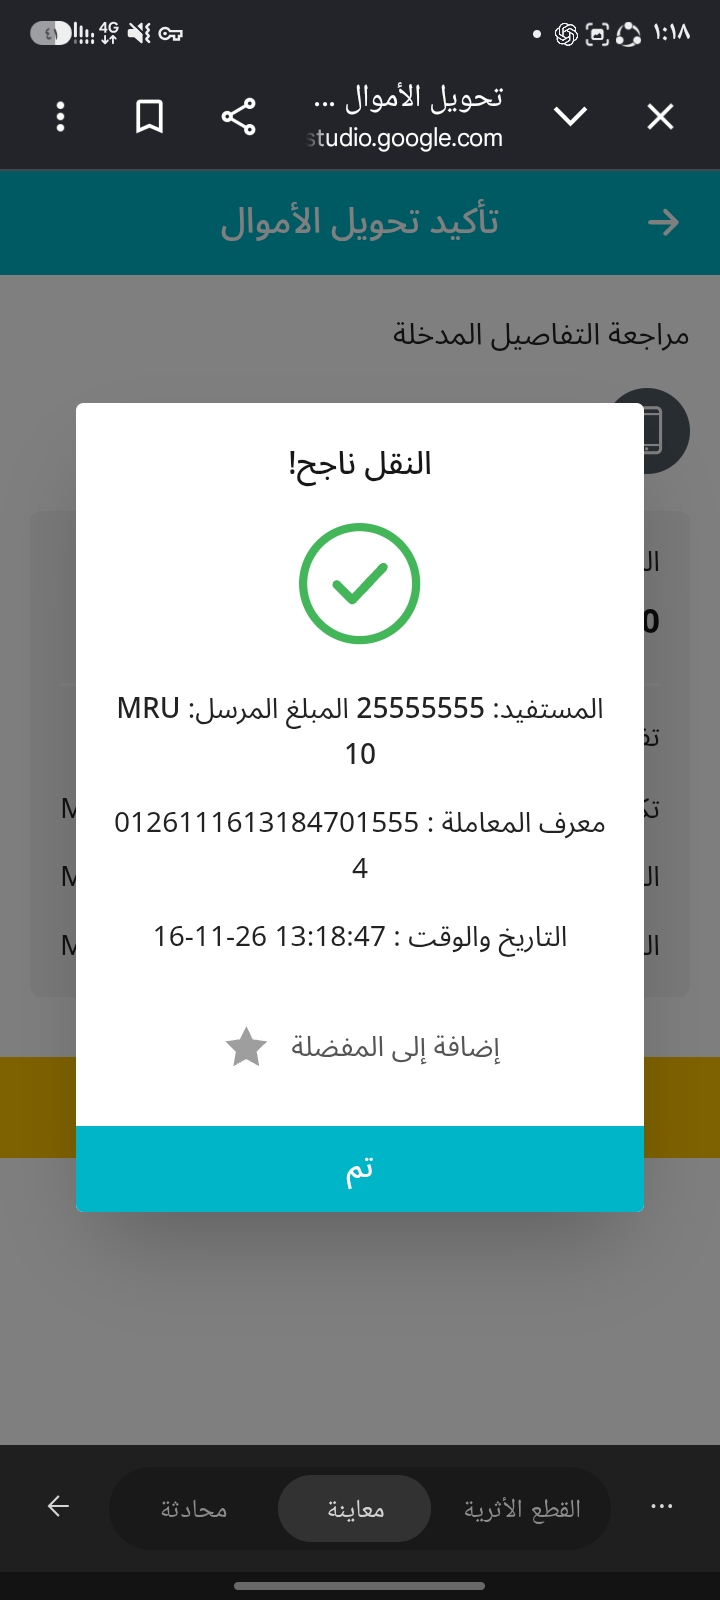 ١:١٨
4G
٤١
تحويل الأموال ...
studio.google.com
تأكيد تحويل الأموال
مراجعة التفاصيل المدخلة
النقل ناجح!
المستفيد: 25555555 المبلغ المرسل: MRU
10
معرف المعاملة : 0126111613184701555
4
التاريخ والوقت : 16-11-26 13:18:47
إضافة إلى المفضلة
تم
القطع الأثرية
معاينة
محادثة